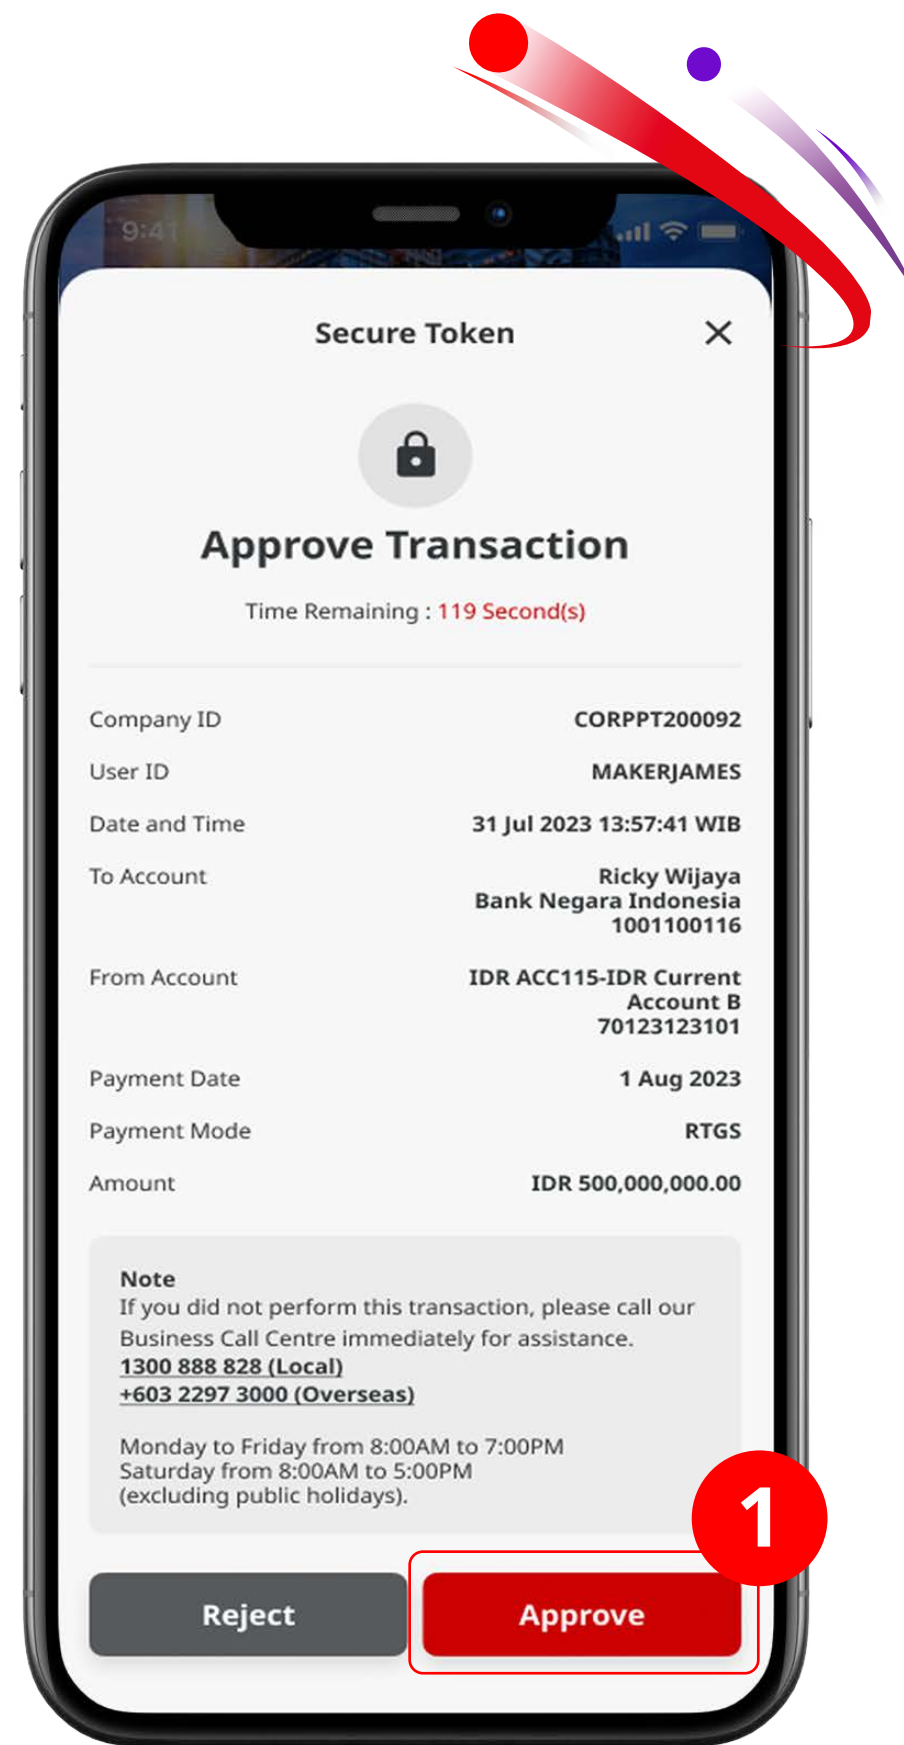 9:41
Secure Token
Approve Transaction
Time Remaining : 119 Second(s)
Company ID CORPPT200092
User ID MAKERJAMES
Date and Time 31 Jul 2023 13:57:41 WIB
To Account Ricky Wijaya
Bank Negara Indonesia
1001100116
From Account IDR ACC115-IDR Current
Account B
70123123101
Payment Date 1 Aug 2023
Payment Mode RTGS
Amount IDR 500,000,000.00
Note
If you did not perform this transaction, please call our
Business Call Centre immediately for assistance.
1300 888 828 (Local)
+603 2297 3000 (Overseas)
Monday to Friday from 8:00AM to 7:00PM
Saturday from 8:00AM to 5:00PM
(excluding public holidays).
1
Reject Approve